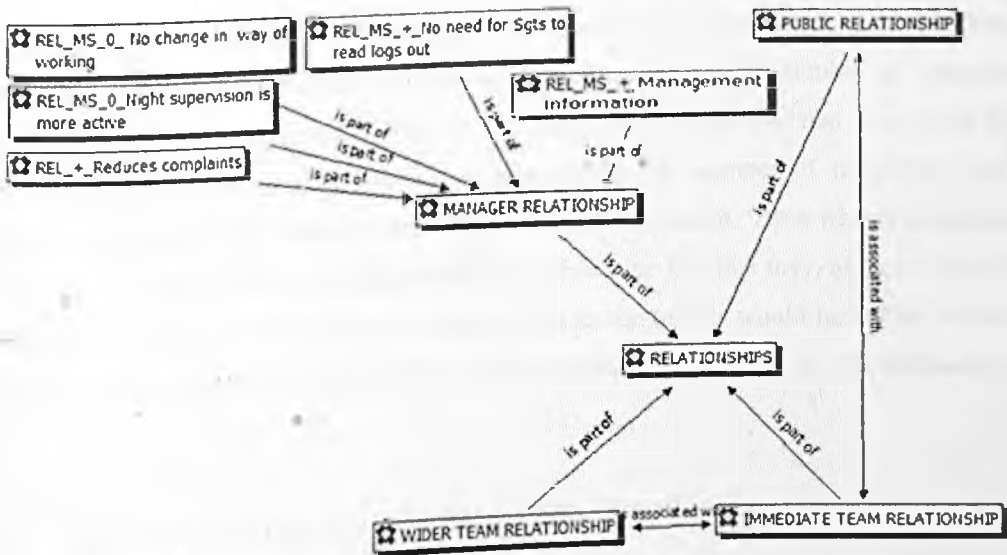 REL_MS_0_ No change in way of
working
REL_MS_+_No need for Sgts to
read logs out
PUBLIC RELATIONSHIP
REL_MS_+_Management
information
REL_MS_0_Night supervision is
more active
REL_+_Reduces complaints
is part of
is part of
is part of
is part of
is part of
MANAGER RELATIONSHIP
is part of
is part of
is associated with
RELATIONSHIPS
is part of
is part of
WIDER TEAM RELATIONSHIP
associated
IMMEDIATE TEAM RELATIONSHIP